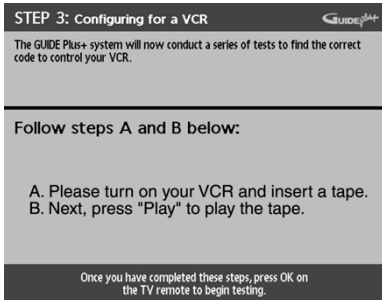 STEP 3: Configuring for a VCR
GUIDEplus+
The GUIDE Plus+ system will now conduct a series of tests to find the correct
code to control your VCR.
Follow steps A and B below:
A. Please turn on your VCR and insert a tape.
B. Next, press "Play" to play the tape.
Once you have completed these steps, press OK on
the TV remote to begin testing.